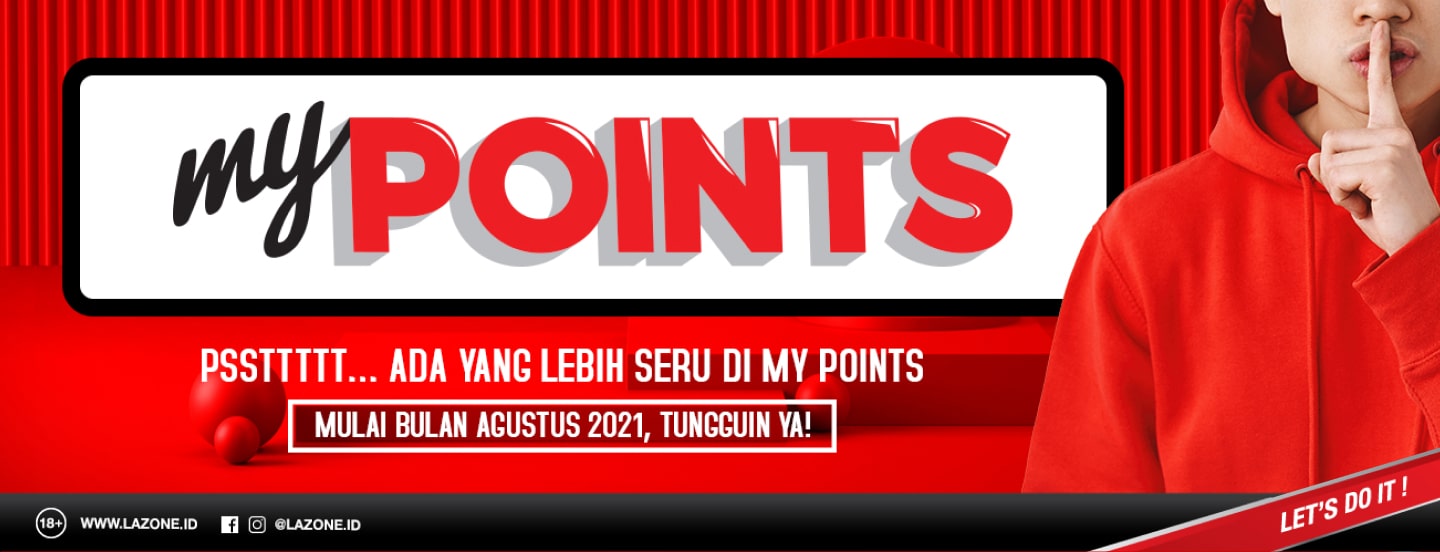 my POINTS
PSSTTTTT... ADA YANG LEBIH SERU DI MY POINTS
MULAI BULAN AGUSTUS 2021, TUNGGUIN YA!
18+ WWW.LAZONE.ID @LAZONE.ID
LET'S DO IT !